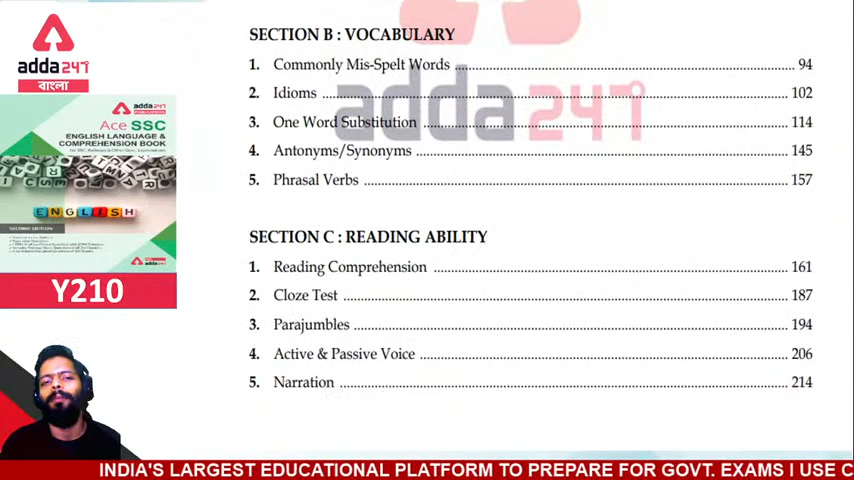 SECTION B : VOCABULARY
1. Commonly Mis-Spelt Words ........ 94
2. Idioms ........ 102
3. One Word Substitution ........ 114
4. Antonyms/Synonyms ........ 145
5. Phrasal Verbs ........ 157
SECTION C : READING ABILITY
1. Reading Comprehension ........ 161
2. Cloze Test ........ 187
3. Parajumbles ........ 194
4. Active & Passive Voice ........ 206
5. Narration ........ 214
adda247
adda247
বাংলা
adda247
Ace SSC
ENGLISH LANGUAGE &
COMPREHENSION BOOK
ENGLISH
SECOND EDITION
adda247
Y210
INDIA'S LARGEST EDUCATIONAL PLATFORM TO PREPARE FOR GOVT. EXAMS I USE C